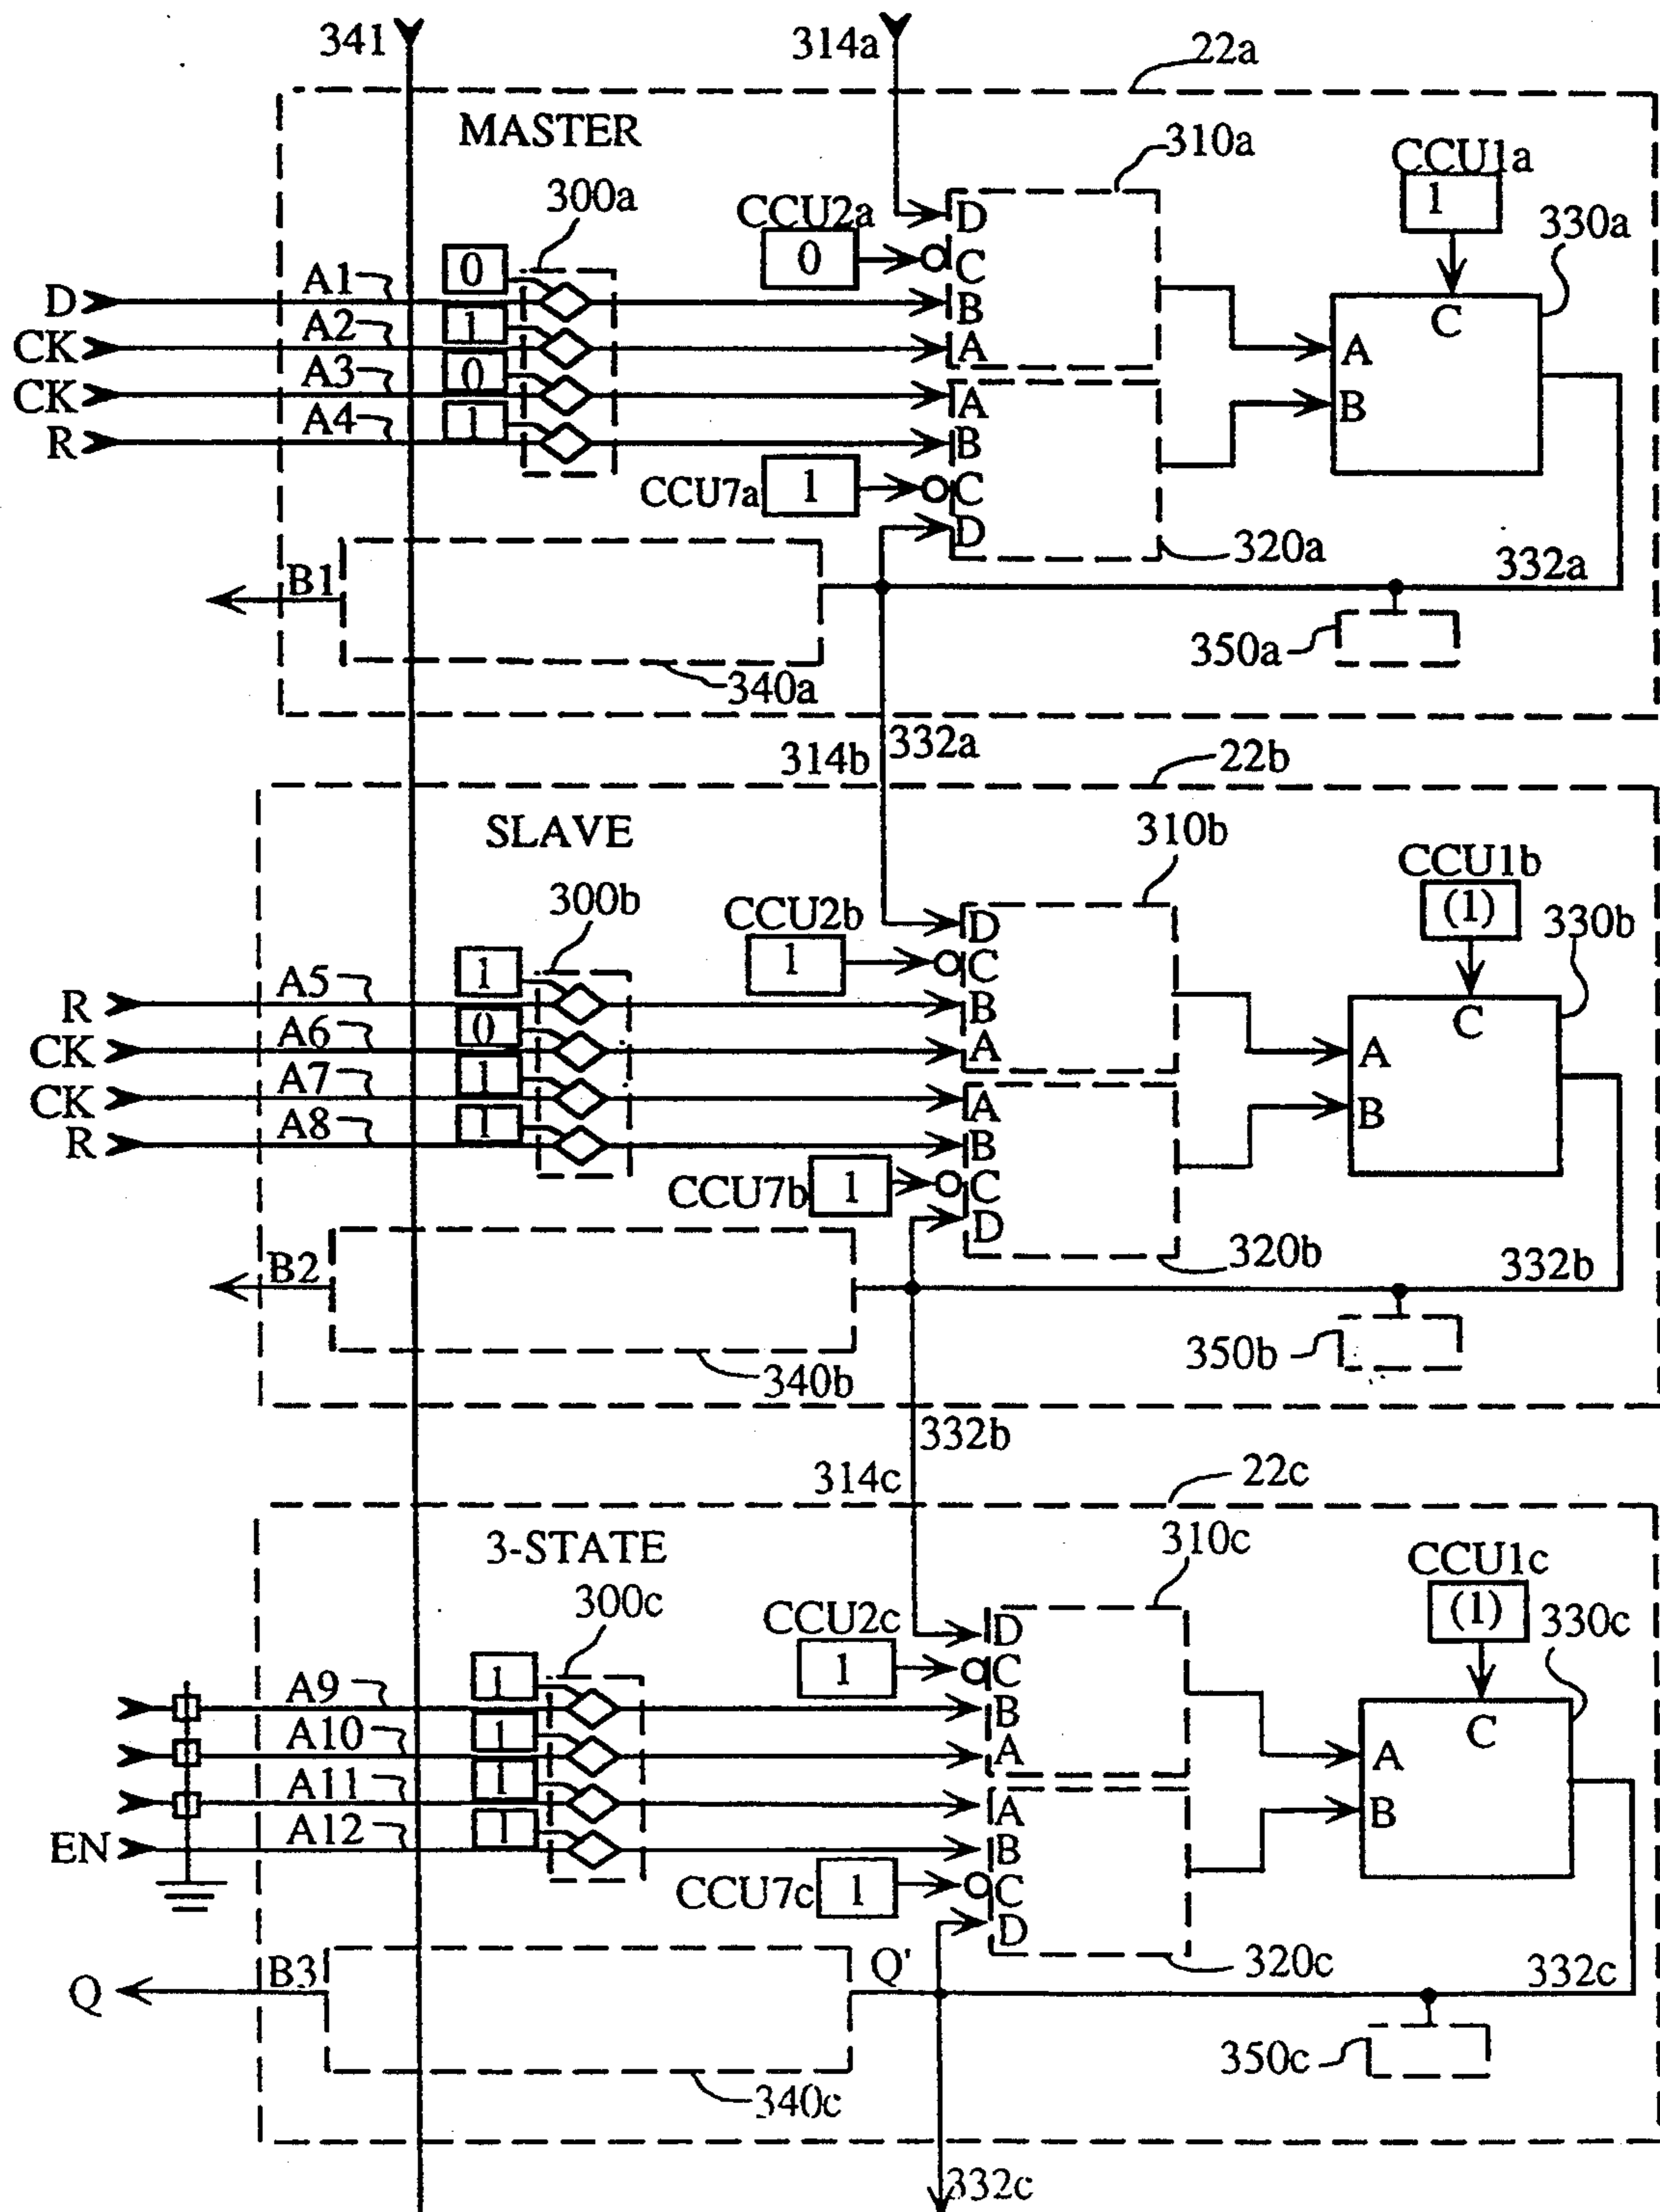 341
314a
22a
MASTER
310a
CCU1a
1
300a
CCU2a
0
330a
D
C
B
A
A
B
C
D
C
A
B
D
A1
0
CK
A2
1
CK
A3
0
R
A4
1
CCU7a
1
320a
332a
B1
350a
340a
314b
332a
22b
SLAVE
310b
CCU1b
(1)
300b
CCU2b
1
330b
D
C
B
A
A
B
C
D
C
A
B
R
A5
1
CK
A6
0
CK
A7
1
R
A8
1
CCU7b
1
320b
332b
B2
350b
340b
332b
314c
22c
3-STATE
310c
CCU1c
(1)
300c
CCU2c
1
330c
D
C
B
A
A
B
C
D
C
A
B
A9
1
A10
1
A11
1
EN
A12
1
CCU7c
1
320c
332c
Q
B3
Q'
350c
340c
332c